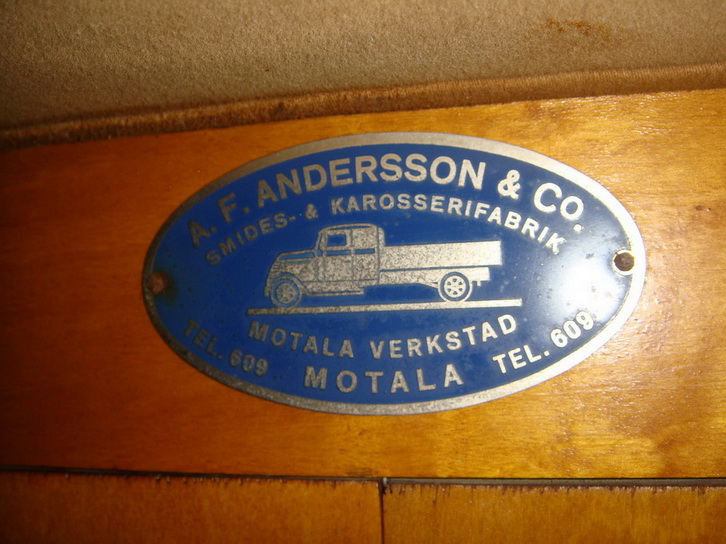 A. F. ANDERSSON & CO.
SMIDES- & KAROSSERIFABRIK
MOTALA VERKSTAD
TEL. 609 MOTALA TEL. 609